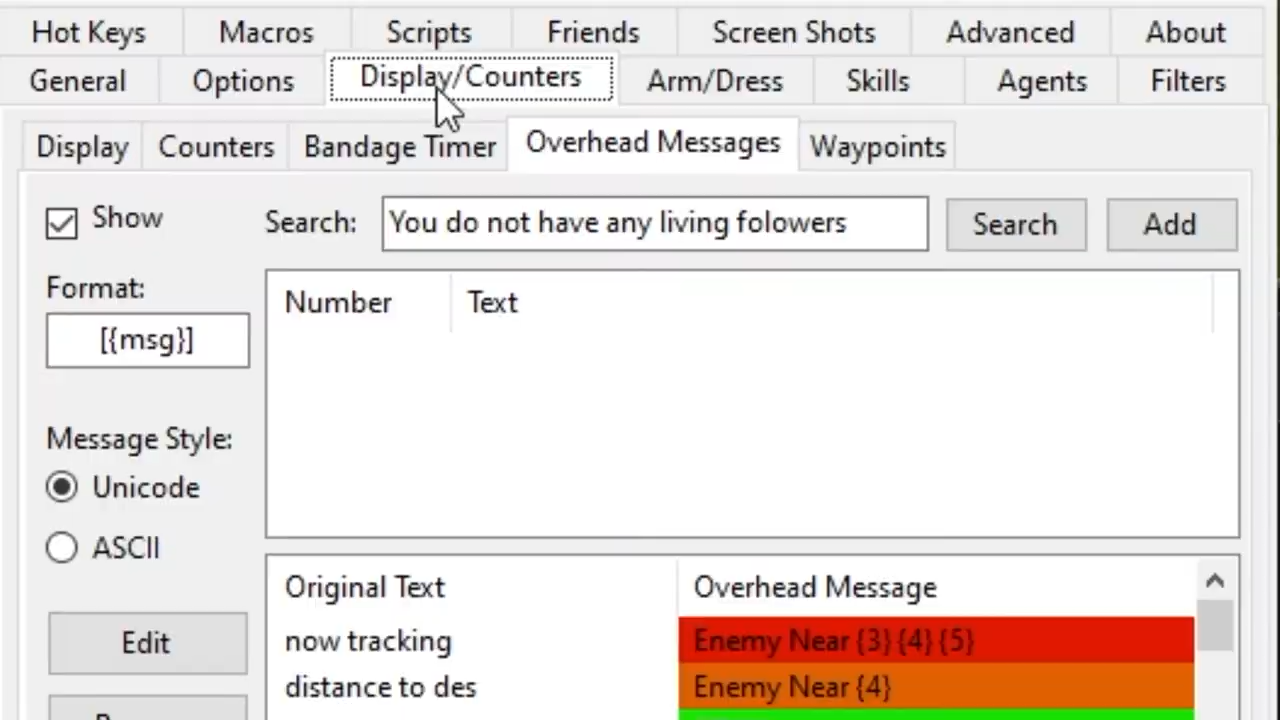 Hot Keys Macros Scripts Friends Screen Shots Advanced About
General Options Display/Counters Arm/Dress Skills Agents Filters
Display Counters Bandage Timer Overhead Messages Waypoints
Show Search: You do not have any living folowers Search Add
Format:
[{msg}]
Number Text
Message Style:
Unicode
ASCII
Original Text Overhead Message
now tracking Enemy Near {3} {4} {5}
distance to des Enemy Near {4}
Edit